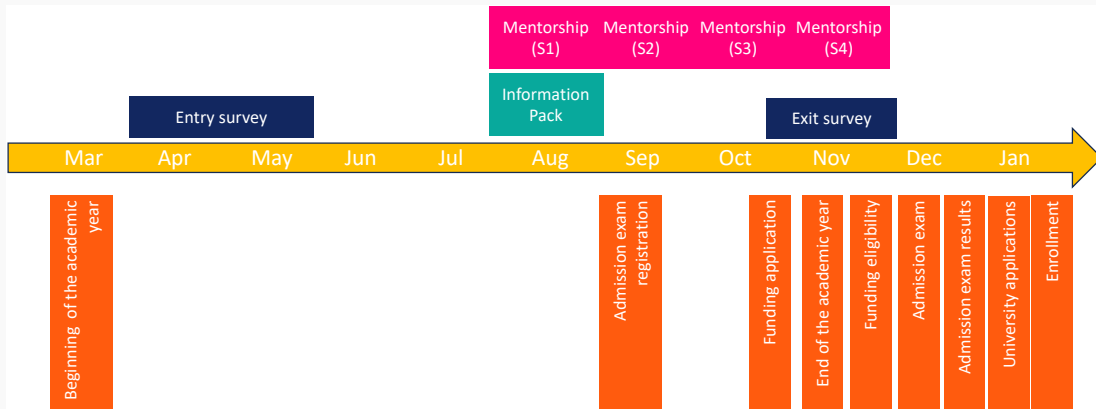 Mentorship
(S1)
Mentorship
(S2)
Mentorship
(S3)
Mentorship
(S4)
Information
Pack
Entry survey
Exit survey
Mar
Apr
May
Jun
Jul
Aug
Sep
Oct
Nov
Dec
Jan
Beginning of the academic
year
Admission exam
registration
Funding application
End of the academic year
Funding eligibility
Admission exam
Admission exam results
University applications
Enrollment